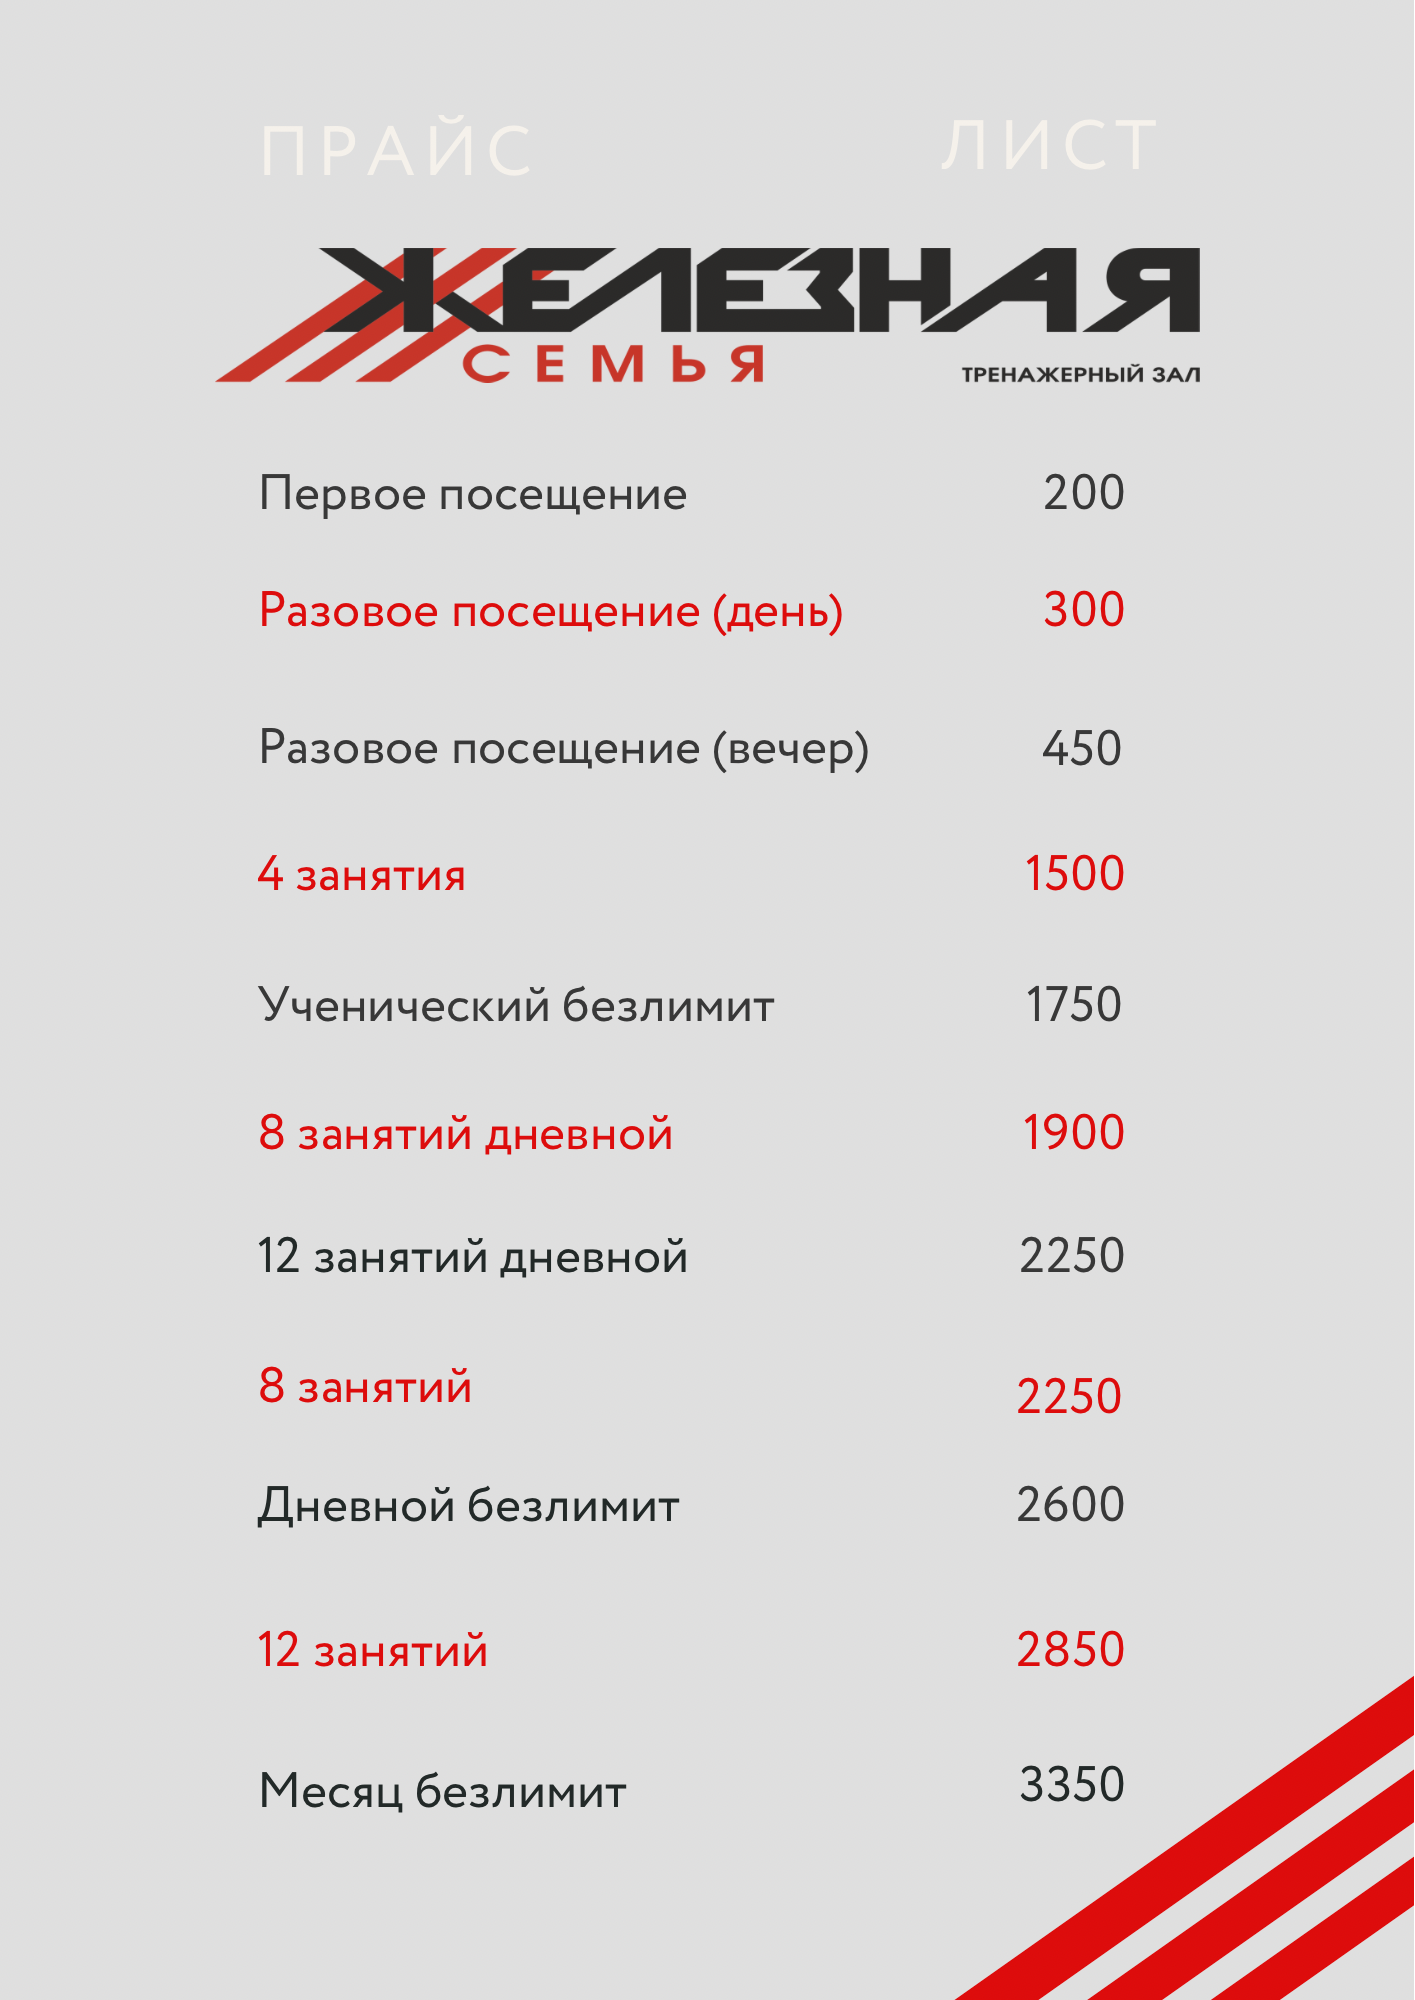 ПРАЙС ЛИСТ
ЖЕЛЕЗНАЯ
СЕМЬЯ ТРЕНАЖЕРНЫЙ ЗАЛ
Первое посещение 200
Разовое посещение (день) 300
Разовое посещение (вечер) 450
4 занятия 1500
Ученический безлимит 1750
8 занятий дневной 1900
12 занятий дневной 2250
8 занятий 2250
Дневной безлимит 2600
12 занятий 2850
Месяц безлимит 3350